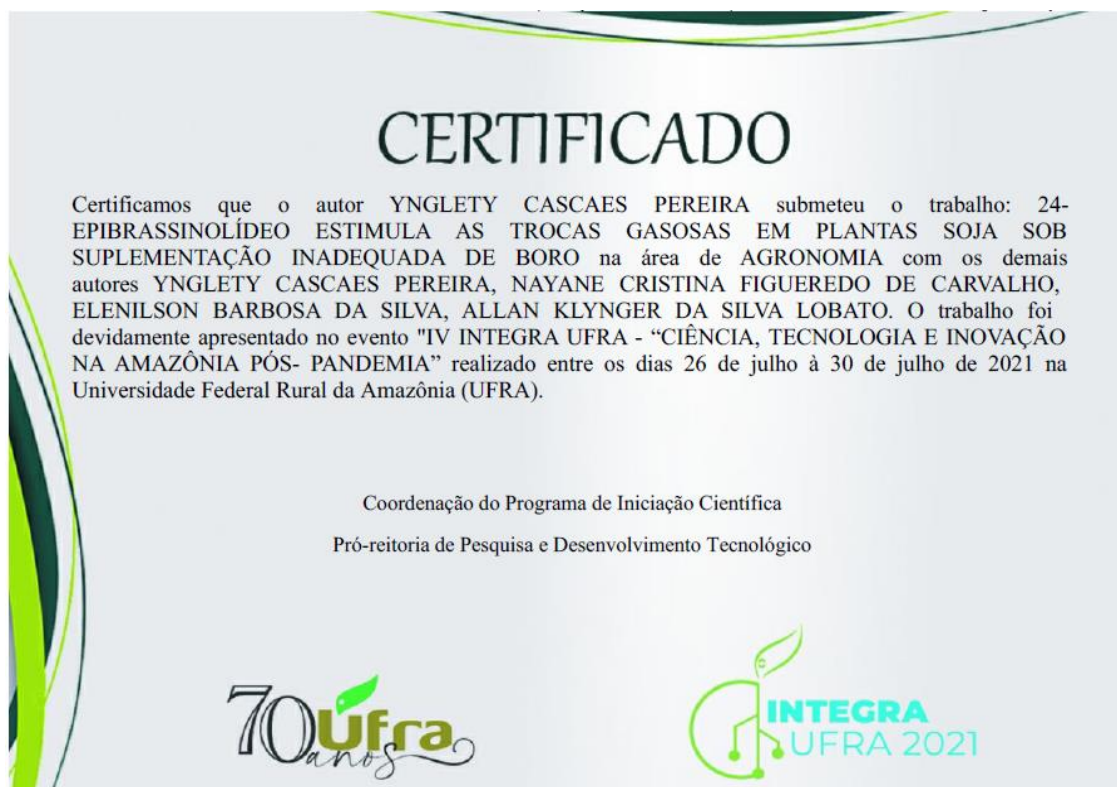 CERTIFICADO
Certificamos que o autor YNGLETY CASCAES PEREIRA submeteu o trabalho: 24-
EPIBRASSINOLÍDEO ESTIMULA AS TROCAS GASOSAS EM PLANTAS SOJA SOB
SUPLEMENTAÇÃO INADEQUADA DE BORO na área de AGRONOMIA com os demais
autores YNGLETY CASCAES PEREIRA, NAYANE CRISTINA FIGUEREDO DE CARVALHO,
ELENILSON BARBOSA DA SILVA, ALLAN KLYNGER DA SILVA LOBATO. O trabalho foi
devidamente apresentado no evento "IV INTEGRA UFRA - “CIÊNCIA, TECNOLOGIA E INOVAÇÃO
NA AMAZÔNIA PÓS- PANDEMIA” realizado entre os dias 26 de julho à 30 de julho de 2021 na
Universidade Federal Rural da Amazônia (UFRA).
Coordenação do Programa de Iniciação Científica
Pró-reitoria de Pesquisa e Desenvolvimento Tecnológico
70 anos Ufra
INTEGRA
UFRA 2021